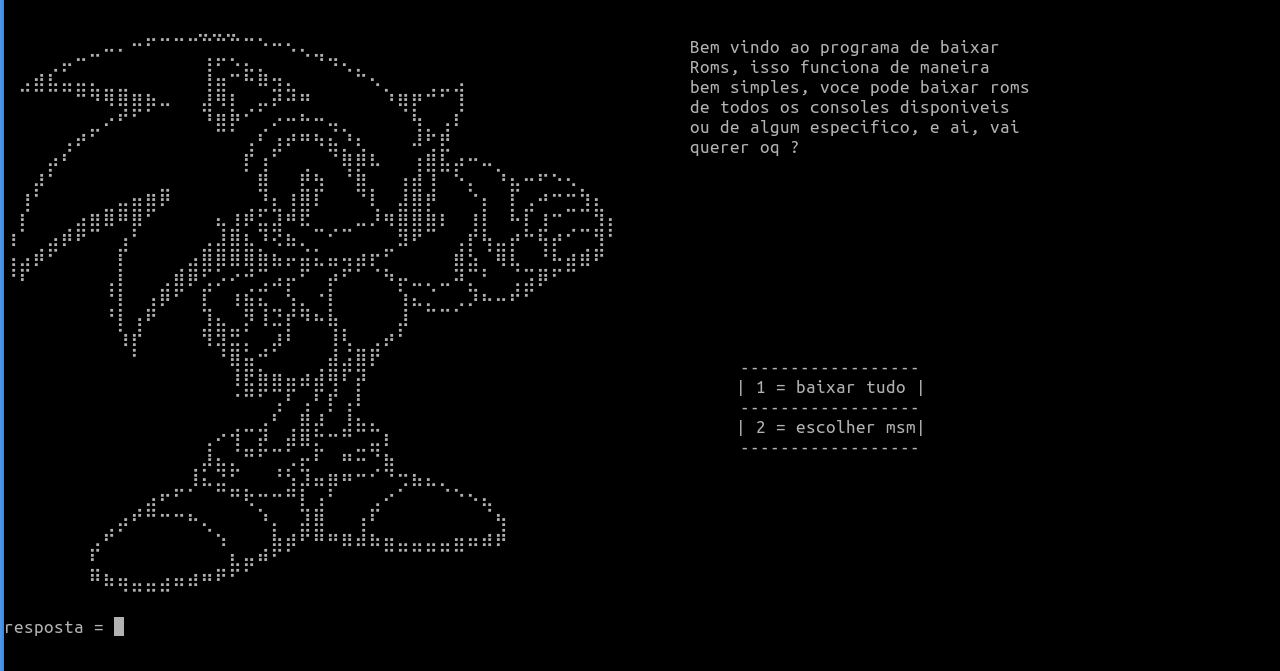 Bem vindo ao programa de baixar
Roms, isso funciona de maneira
bem simples, voce pode baixar roms
de todos os consoles disponiveis
ou de algum especifico, e ai, vai
querer oq ?
------------------
| 1 = baixar tudo |
------------------
| 2 = escolher msm|
------------------
resposta =